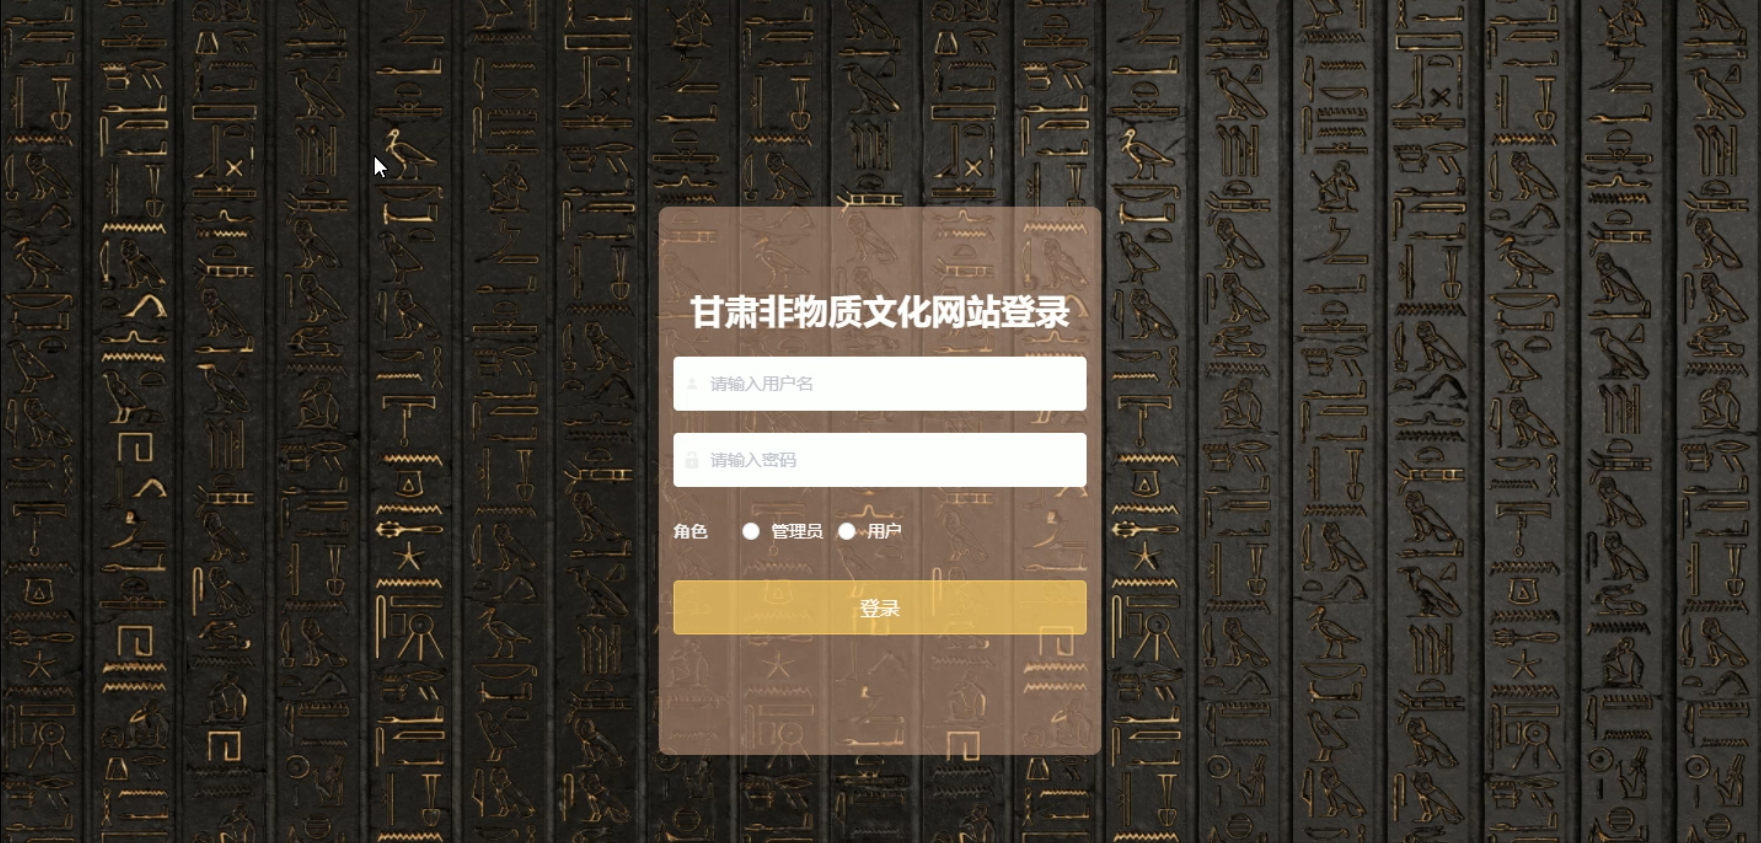 甘肃非物质文化网站登录
请输入用户名
请输入密码
角色 管理员 用户
登录